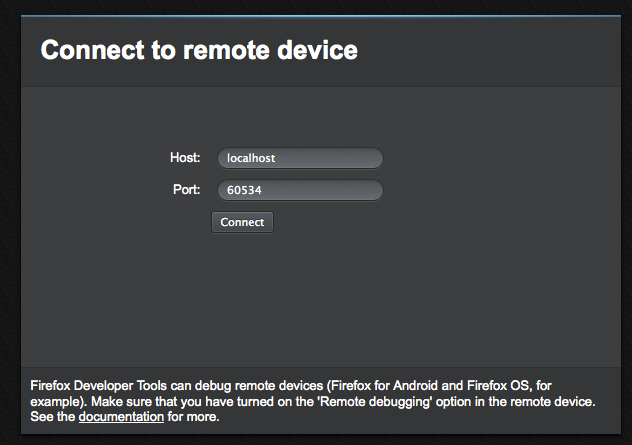 Connect to remote device
Host: localhost
Port: 60534
Connect
Firefox Developer Tools can debug remote devices (Firefox for Android and Firefox OS, for
example). Make sure that you have turned on the 'Remote debugging' option in the remote device.
See the documentation for more.